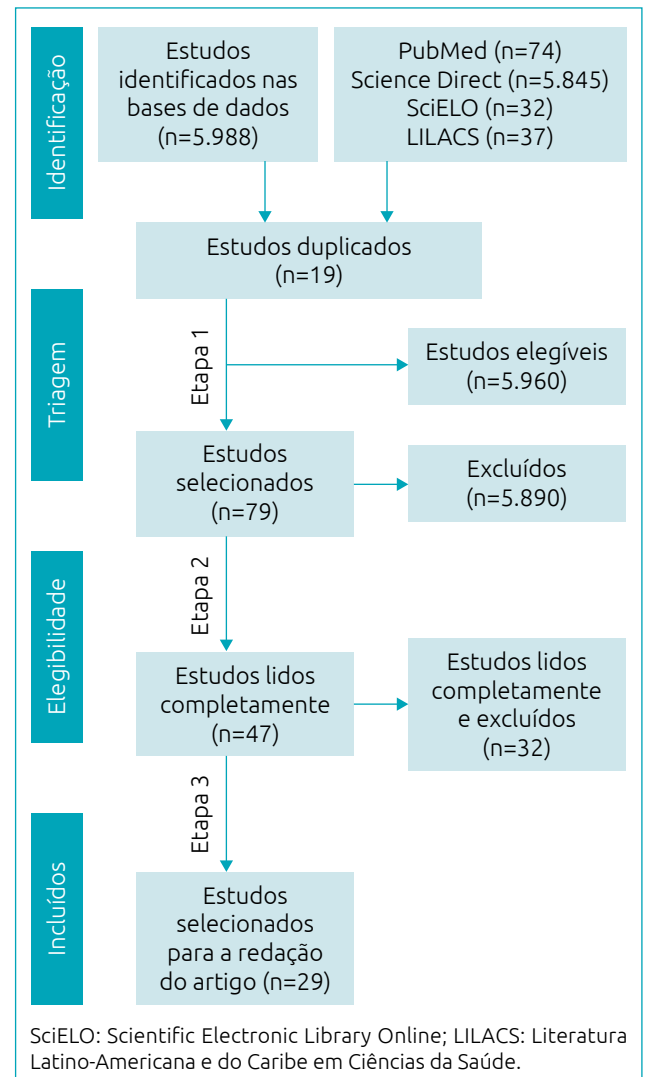 Identificação
Estudos
identificados nas
bases de dados
(n=5.988)
PubMed (n=74)
Science Direct (n=5.845)
SciELO (n=32)
LILACS (n=37)
Estudos duplicados
(n=19)
Triagem
Etapa 1
Estudos elegíveis
(n=5.960)
Estudos
selecionados
(n=79)
Excluídos
(n=5.890)
Elegibilidade
Etapa 2
Estudos lidos
completamente
(n=47)
Estudos lidos
completamente
e excluídos
(n=32)
Etapa 3
Incluídos
Estudos
selecionados
para a redação
do artigo (n=29)
SciELO: Scientific Electronic Library Online; LILACS: Literatura
Latino-Americana e do Caribe em Ciências da Saúde.